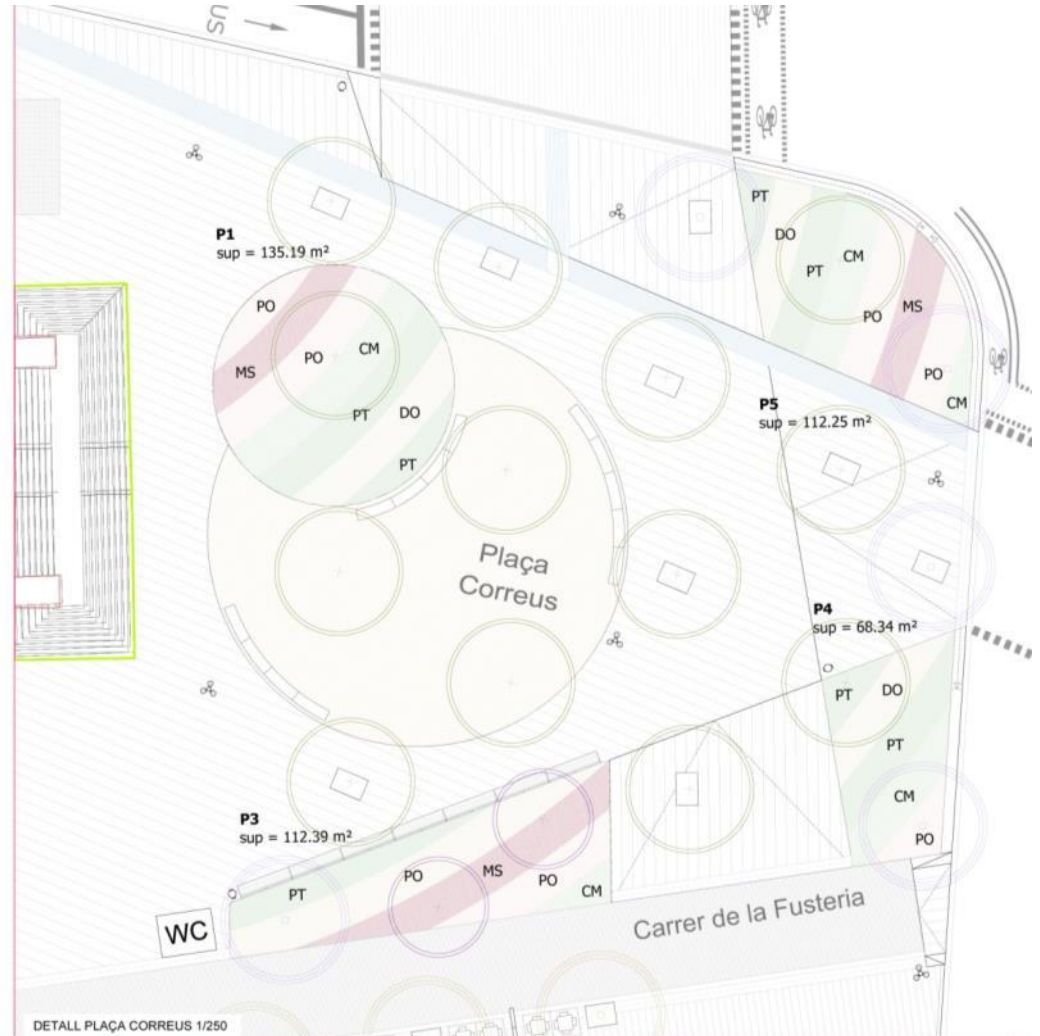 US
P1
sup = 135.19 m²
PO
MS
PO
CM
PT
DO
PT
PT
DO
PT
CM
PO
MS
PO
CM
P5
sup = 112.25 m²
Plaça
Correus
P4
sup = 68.34 m²
PT
DO
PT
CM
PO
P3
sup = 112.39 m²
PT
PO
MS
PO
CM
WC
Carrer de la Fusteria
DETALL PLAÇA CORREUS 1/250